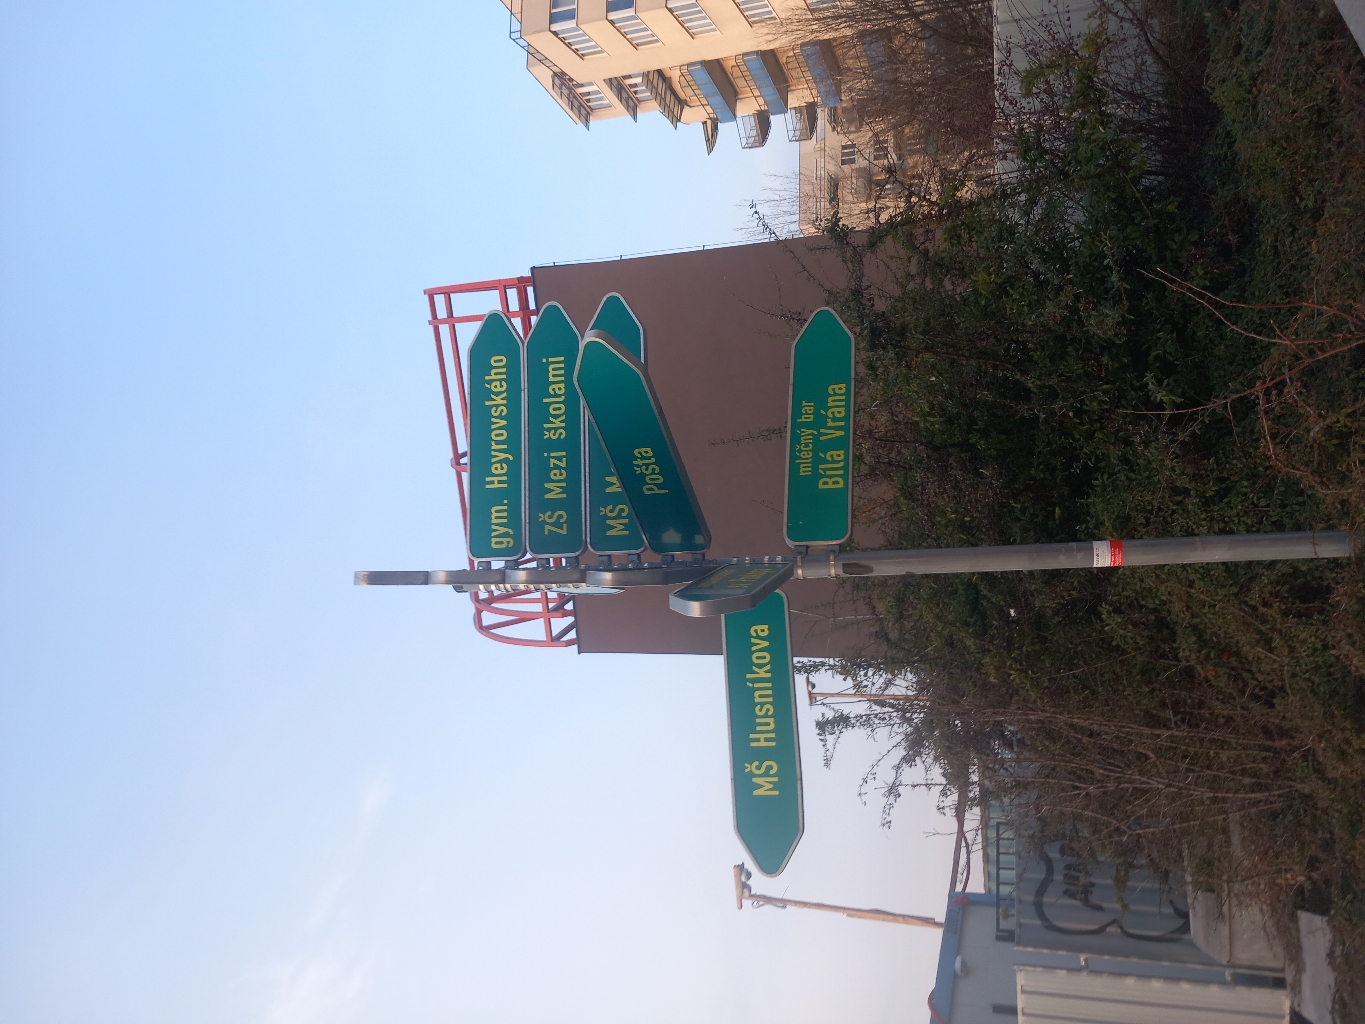 gym. Heyrovského
ZŠ Mezi školami
MŠ
Pošta
mléčný bar
Bílá Vrána
MŠ Husníkova